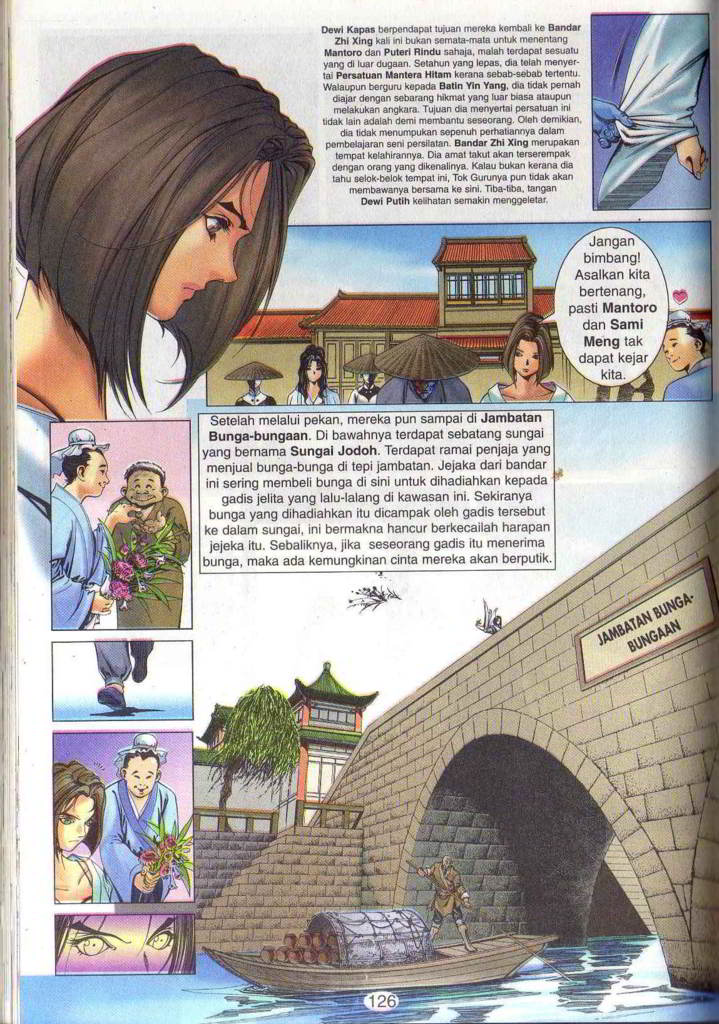 Dewi Kapas berpendapat tujuan mereka kembali ke Bandar
Zhi Xing kali ini bukan semata-mata untuk menentang
Mantoro dan Puteri Rindu sahaja, malah terdapat sesuatu
yang di luar dugaan. Setahun yang lepas, dia telah menyer-
tai Persatuan Mantera Hitam kerana sebab-sebab tertentu.
Walaupun berguru kepada Batin Yin Yang, dia tidak pernah
diajar dengan sebarang hikmat yang luar biasa ataupun
melakukan angkara. Tujuan dia menyertai persatuan ini
tidak lain adalah demi membantu seseorang. Oleh demikian,
dia tidak menumpukan sepenuh perhatiannya dalam
pembelajaran seni persilatan. Bandar Zhi Xing merupakan
tempat kelahirannya. Dia amat takut akan terserempak
dengan orang yang dikenalinya. Kalau bukan kerana dia
tahu selok-belok tempat ini, Tok Gurunya pun tidak akan
membawanya bersama ke sini. Tiba-tiba, tangan
Dewi Putih kelihatan semakin menggeletar.
Jangan
bimbang!
Asalkan kita
bertenang,
pasti Mantoro
dan Sami
Meng tak
dapat kejar
kita.
Setelah melalui pekan, mereka pun sampai di Jambatan
Bunga-bungaan. Di bawahnya terdapat sebatang sungai
yang bernama Sungai Jodoh. Terdapat ramai penjaja yang
menjual bunga-bunga di tepi jambatan. Jejaka dari bandar
ini sering membeli bunga di sini untuk dihadiahkan kepada
gadis jelita yang lalu-lalang di kawasan ini. Sekiranya
bunga yang dihadiahkan itu dicampak oleh gadis tersebut
ke dalam sungai, ini bermakna hancur berkecailah harapan
jejeka itu. Sebaliknya, jika seseorang gadis itu menerima
bunga, maka ada kemungkinan cinta mereka akan berputik.
JAMBATAN BUNGA-
BUNGAAN
126